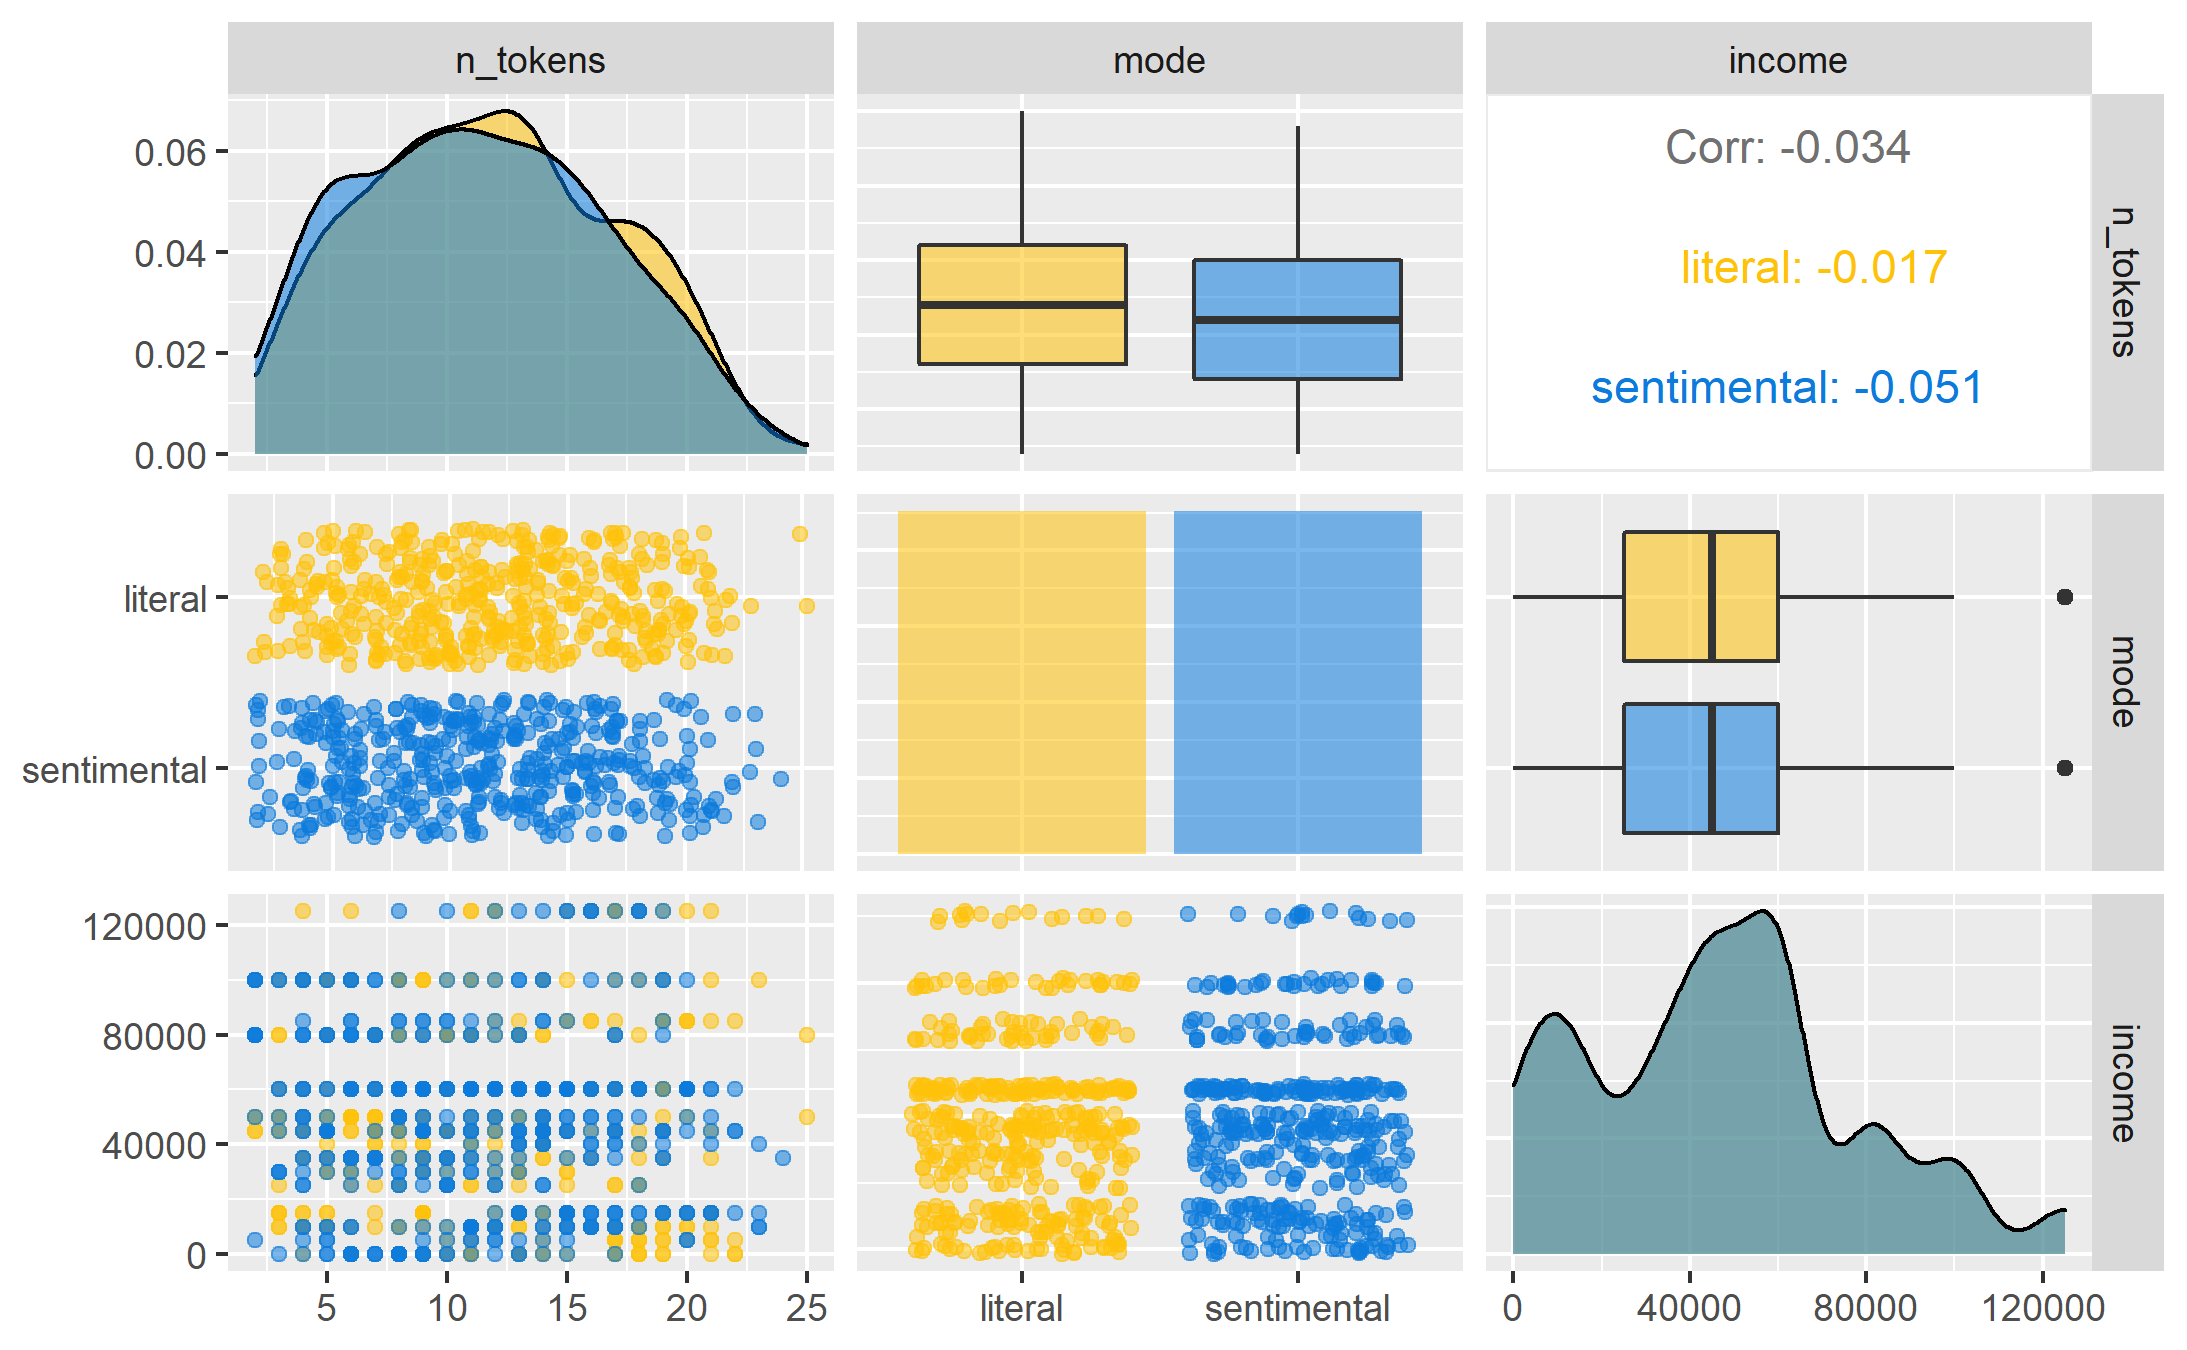 n_tokens mode income
0.06
0.04
0.02
0.00
Corr: -0.034
literal: -0.017
sentimental: -0.051
n_tokens
literal
sentimental
mode
120000
80000
40000
0
income
5 10 15 20 25
literal sentimental
0 40000 80000 120000